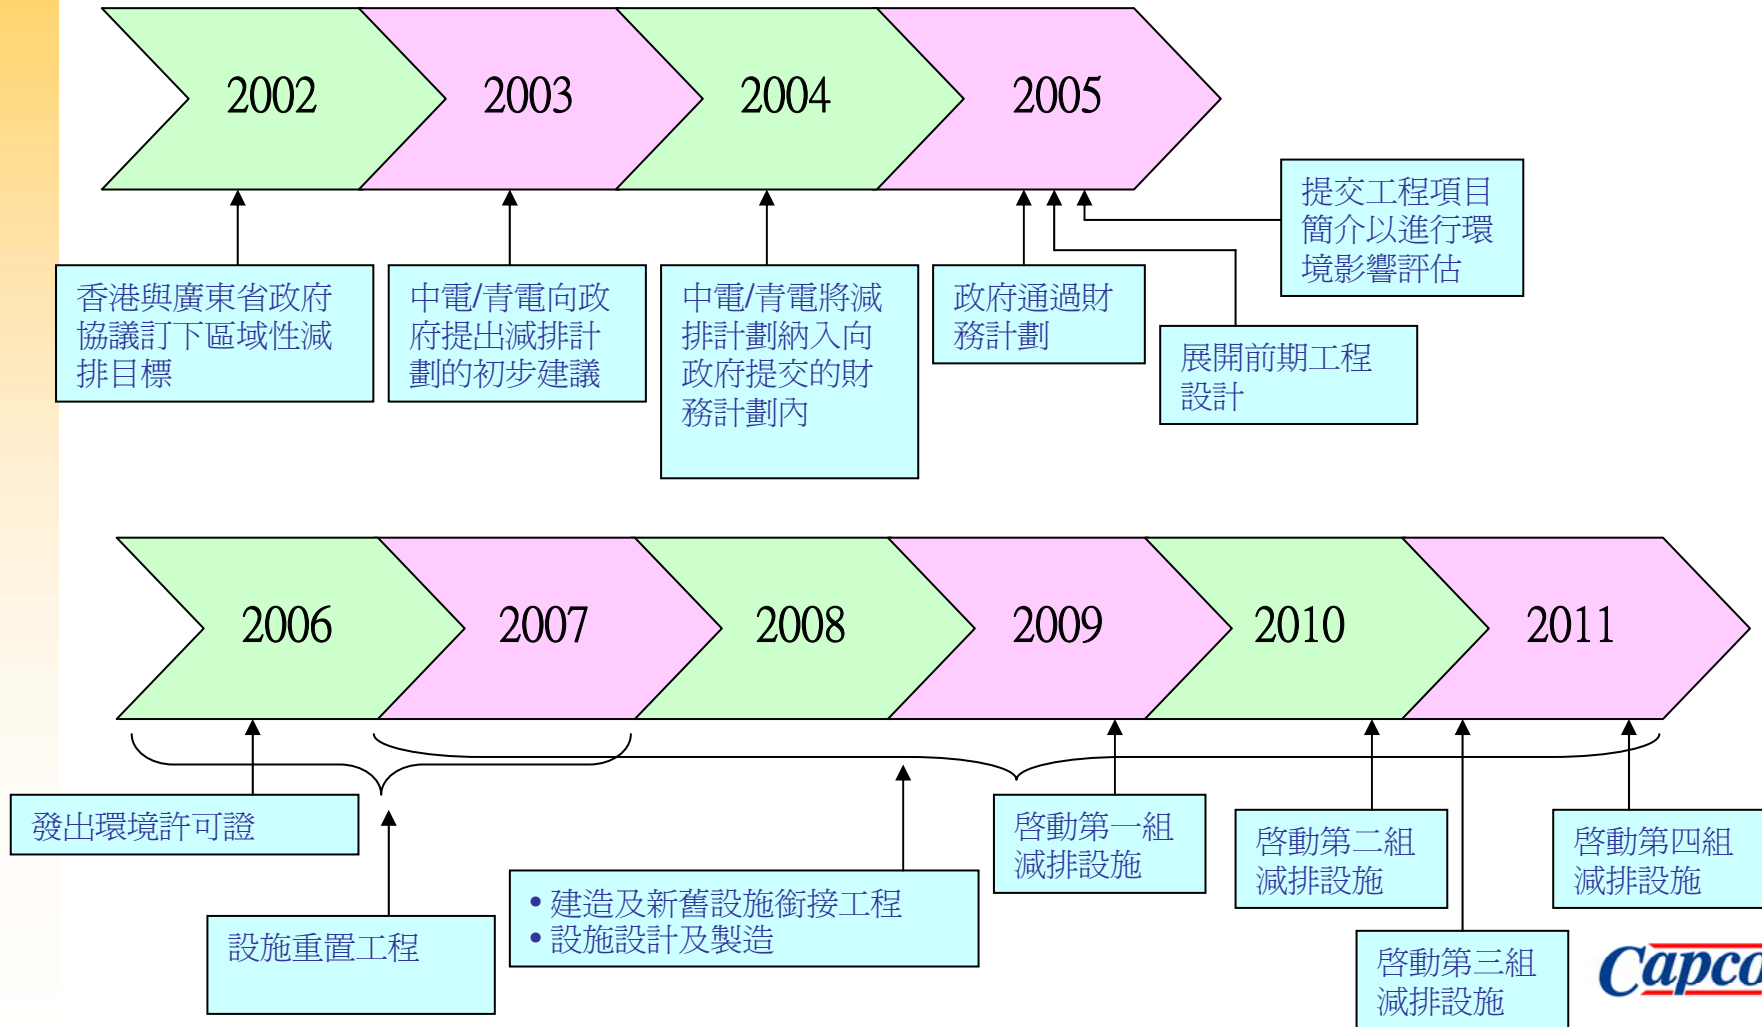 2002
2003
2004
2005
香港與廣東省政府
協議訂下區域性減
排目標
中電/青電向政
府提出減排計
劃的初步建議
中電/青電將減
排計劃納入向
政府提交的財
務計劃內
政府通過財
務計劃
展開前期工程
設計
提交工程項目
簡介以進行環
境影響評估
2006
2007
2008
2009
2010
2011
發出環境許可證
設施重置工程
• 建造及新舊設施銜接工程
• 設施設計及製造
啓動第一組
減排設施
啓動第二組
減排設施
啓動第三組
減排設施
啓動第四組
減排設施
Capco